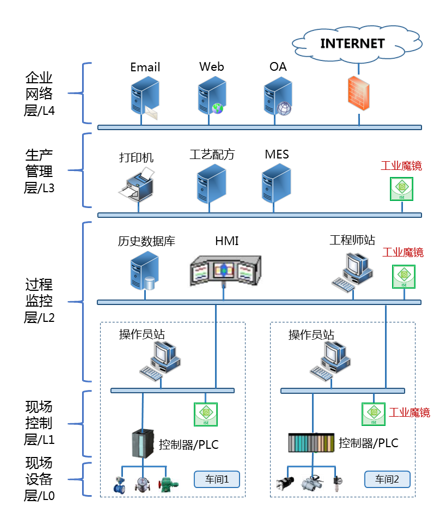 INTERNET
企业
网络
层/L4
Email
Web
OA
生产
管理
层/L3
打印机
工艺配方
MES
工业魔镜
过程
监控
层/L2
历史数据库
HMI
工程师站
工业魔镜
操作员站
操作员站
现场
控制
层/L1
控制器/PLC
控制器/PLC
工业魔镜
现场
设备
层/L0
车间1
车间2